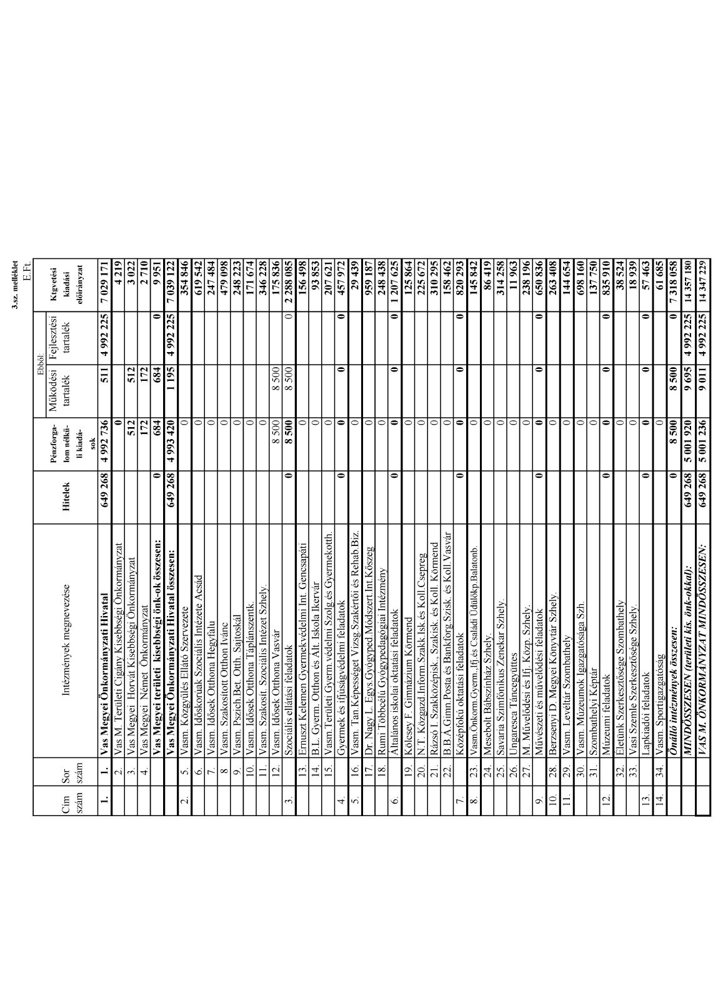 3.sz. melléklet
E.Ft.
Cím szám Sor szám Intézmények megnevezése Hitelek Pénzforga-lom nélkü-li kiadá-sok Ebből: Működési tartalék Fejlesztési tartalék Ktgvetési kiadási előirányzat
1. 1. Vas Megyei Önkormányzati Hivatal 649 268 4 992 736 511 4 992 225 7 029 171
2. Vas M. Területi Cigány Kisebbségi Önkormányzat 0 4 219
3. Vas Megyei Horvát Kisebbségi Önkormányzat 512 512 3 022
4. Vas Megyei Német Önkormányzat 172 172 2 710
Vas Megyei területi kisebbségi önk-ok összesen: 0 684 684 0 9 951
Vas Megyei Önkormányzati Hivatal összesen: 649 268 4 993 420 1 195 4 992 225 7 039 122
2. 5. Vasm. Közgyűlés Ellátó Szervezete 0 354 846
6. Vasm. Időskorúak Szociális Intézete Acsád 0 619 542
7. Vasm. Idősek Otthona Hegyfalu 0 247 484
8 Vasm. Szakosított Otthon Ivánc 0 479 098
9. Vasm. Pszich.Bet. Otth. Sajtoskál 0 248 223
10. Vasm. Idősek Otthona Táplánszentk. 0 171 674
11. Vasm. Szakosít. Szociális Intézet Szhely. 0 346 228
12. Vasm. Idősek Otthona Vasvár 8 500 8 500 175 836
3. Szociális ellátási feladatok 0 8 500 8 500 0 2 288 085
13. Ernuszt Kelemen Gyermekvédelmi Int. Gencsapáti 0 156 498
14. B.L. Gyerm. Otthon és Ált. Iskola Ikervár 0 93 853
15. Vasm. Területi Gyerm.védelmi Szolg.és Gyermekotth. 0 207 621
4. Gyermek és ifjuságvédelmi feladatok 0 0 0 0 457 972
5. 16. Vasm. Tan.Képességet Vizsg.Szakértői és Rehab.Biz. 0 29 439
17. Dr. Nagy L. Egys.Gyógyped Módszert.Int.Kőszeg 0 959 187
18. Rumi Többcélú Gyógypedagógiai Intézmény 0 248 438
6. Általános iskolai oktatási feladatok 0 0 0 0 1 207 625
19. Kölcsey F. Gimnázium Körmend 0 125 864
20. N.T. Közgazd.Inform.Szakk.Isk.és Koll.Csepreg 0 225 672
21. Rázsó I. Szakközépisk., Szakisk. és Koll. Körmend 0 310 295
22. B.B.Á.Gimn.Posta és Bankforg.Szisk. és Koll.Vasvár 0 158 462
7. Középfokú oktatási feladatok 0 0 0 0 820 293
8. 23. Vasm.Önkorm.Gyerm.,Ifj.és Családi Üdülőkp.Balatonb. 0 145 842
24. Mesebolt Bábszínház Szhely. 0 86 419
25. Savaria Szimfónikus Zenekar Szhely. 0 314 258
26. Ungaresca Táncegyüttes 0 11 963
27. M. Művelődési és Ifj. Közp. Szhely. 0 238 196
9. Művészeti és művelődési feladatok 0 0 0 0 650 836
10. 28. Berzsenyi D. Megyei Könyvtár Szhely. 0 263 408
11. 29. Vasm. Levéltár Szombathely 0 144 654
30. Vasm. Múzeumok Igazgatósága Szh. 0 698 160
31. Szombathelyi Képtár 0 137 750
12. Múzeumi feladatok 0 0 0 0 835 910
32. Életünk Szerkesztősége Szombathely 0 38 524
33. Vasi Szemle Szerkesztősége Szhely. 0 18 939
13. Lapkiadói feladatok 0 0 0 0 57 463
14. 34. Vasm. Sportigazgatóság 0 61 685
Önálló intézmények összesen: 0 8 500 8 500 0 7 318 058
MINDÖSSZESEN (területi kis. önk-okkal): 649 268 5 001 920 9 695 4 992 225 14 357 180
VAS M. ÖNKORMÁNYZAT MINDÖSSZESEN: 649 268 5 001 236 9 011 4 992 225 14 347 229